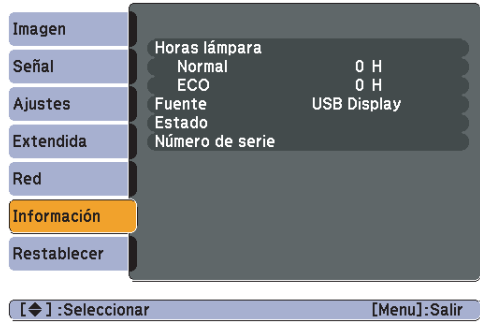 Imagen
Señal
Ajustes
Extendida
Red
Información
Restablecer
Horas lámpara
Normal 0 H
ECO 0 H
Fuente USB Display
Estado
Número de serie
[ ] :Seleccionar [Menu]:Salir